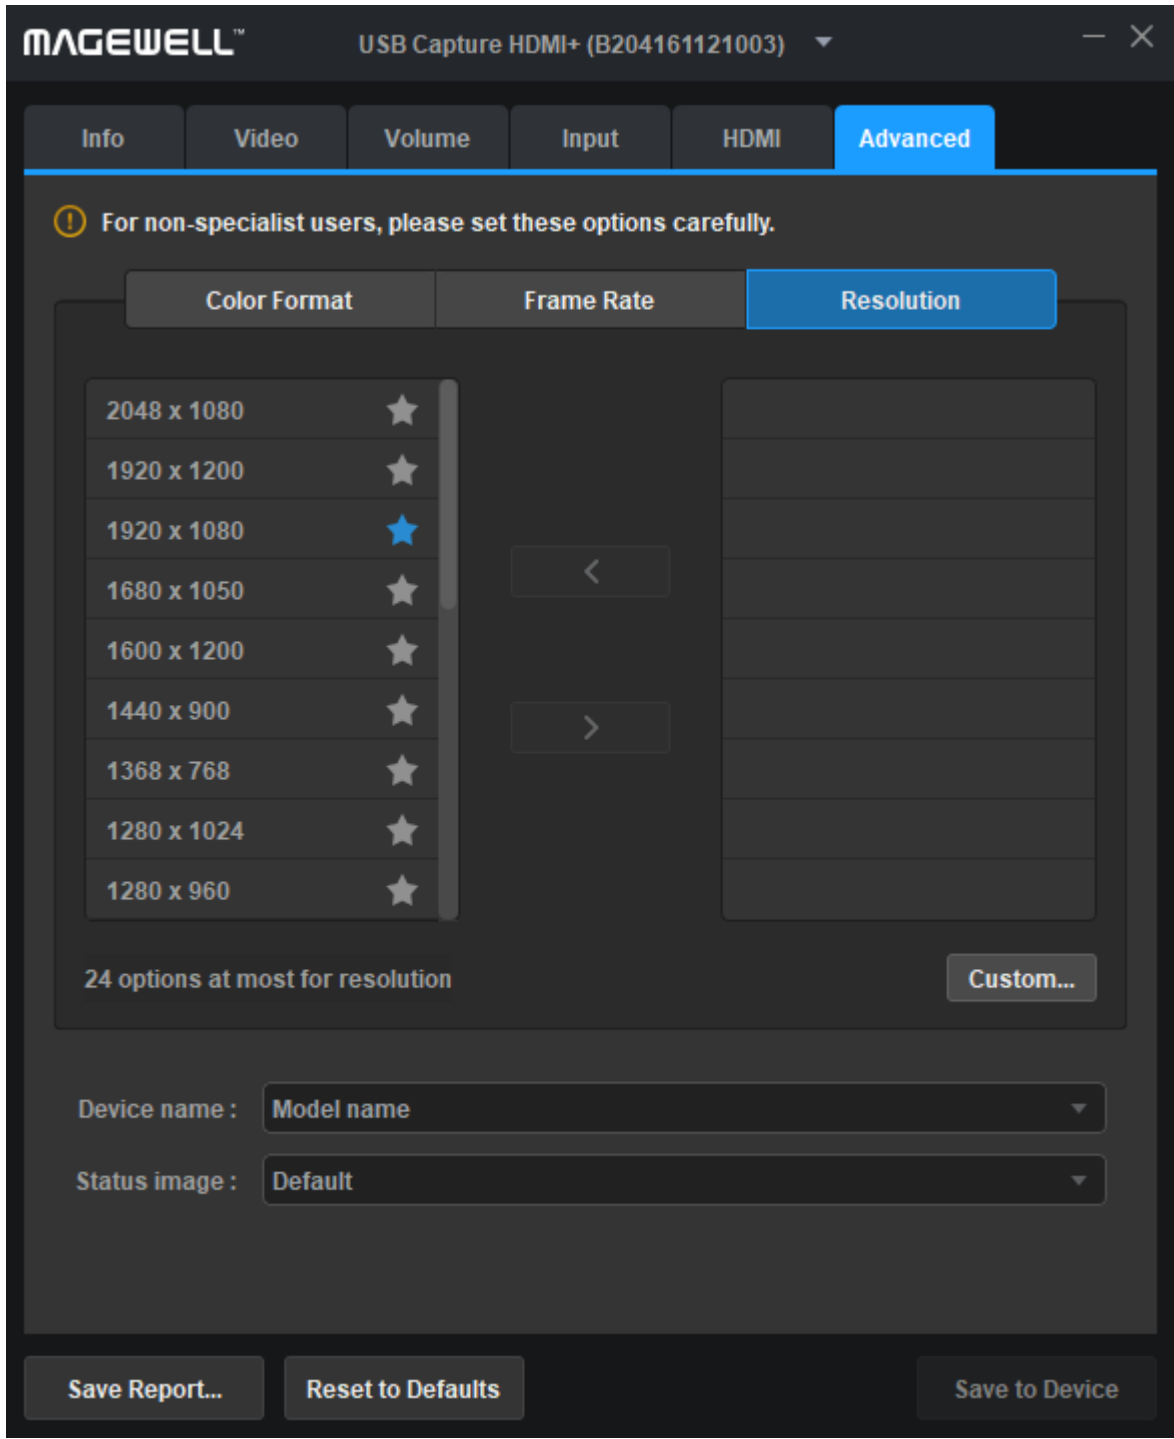 MAGEWELL™ USB Capture HDMI+ (B204161121003)
Info Video Volume Input HDMI Advanced
For non-specialist users, please set these options carefully.
Color Format Frame Rate Resolution
2048 x 1080
1920 x 1200
1920 x 1080
1680 x 1050
1600 x 1200
1440 x 900
1368 x 768
1280 x 1024
1280 x 960
24 options at most for resolution Custom...
Device name : Model name
Status image : Default
Save Report... Reset to Defaults Save to Device